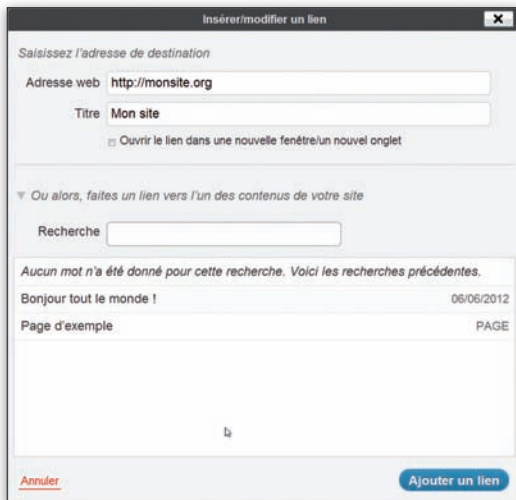 Insérer/modifier un lien
Saisissez l'adresse de destination
Adresse web http://monsite.org
Titre Mon site
Ouvrir le lien dans une nouvelle fenêtre/un nouvel onglet
Ou alors, faites un lien vers l'un des contenus de votre site
Recherche
Aucun mot n'a été donné pour cette recherche. Voici les recherches précédentes.
Bonjour tout le monde ! 06/06/2012
Page d'exemple PAGE
Annuler Ajouter un lien